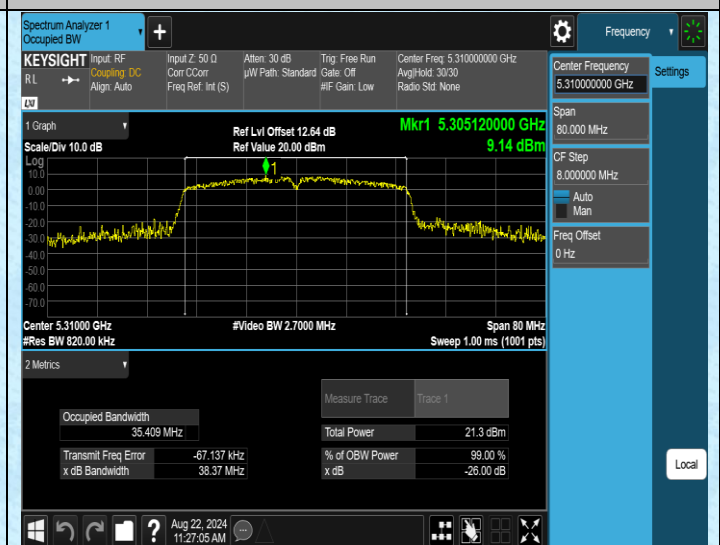 Spectrum Analyzer 1
Occupied BW
+
Frequency
KEYSIGHT
RL
LXI
Input: RF
Coupling: DC
Align: Auto
Input Z: 50 Ω
Corr CCorr
Freq Ref: Int (S)
Atten: 30 dB
µW Path: Standard
Trig: Free Run
Gate: Off
#IF Gain: Low
Center Freq: 5.310000000 GHz
Avg|Hold: 30/30
Radio Std: None
Center Frequency
5.310000000 GHz
Settings
Span
80.000 MHz
CF Step
8.000000 MHz
Auto
Man
Freq Offset
0 Hz
1 Graph
Scale/Div 10.0 dB
Ref Lvl Offset 12.64 dB
Ref Value 20.00 dBm
Mkr1 5.305120000 GHz
9.14 dBm
Log
10.0
0.00
-10.0
-20.0
-30.0
-40.0
-50.0
-60.0
-70.0
1
Center 5.31000 GHz
#Video BW 2.7000 MHz
Span 80 MHz
#Res BW 820.00 kHz
Sweep 1.00 ms (1001 pts)
2 Metrics
Measure Trace
Trace 1
Occupied Bandwidth
35.409 MHz
Total Power
21.3 dBm
Transmit Freq Error
-67.137 kHz
% of OBW Power
99.00 %
x dB Bandwidth
38.37 MHz
x dB
-26.00 dB
Local
?
Aug 22, 2024
11:27:05 AM